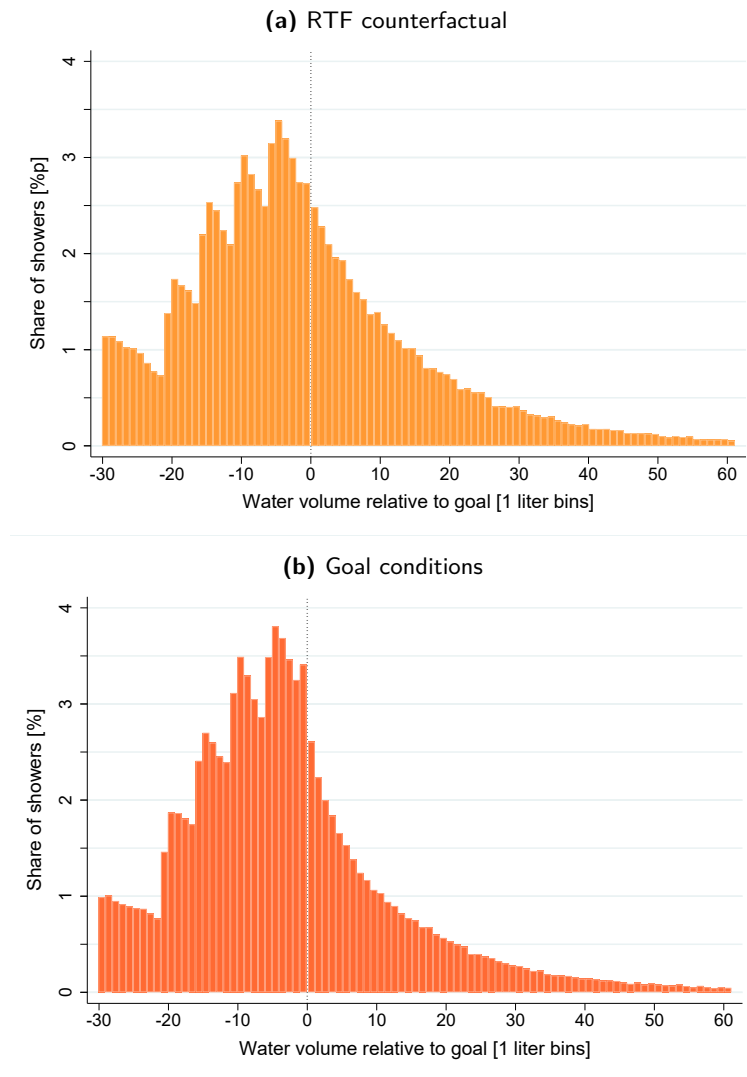 (a) RTF counterfactual
4
3
2
1
0
Share of showers [%p]
-30 -20 -10 0 10 20 30 40 50 60
Water volume relative to goal [1 liter bins]
(b) Goal conditions
4
3
2
1
0
Share of showers [%]
-30 -20 -10 0 10 20 30 40 50 60
Water volume relative to goal [1 liter bins]